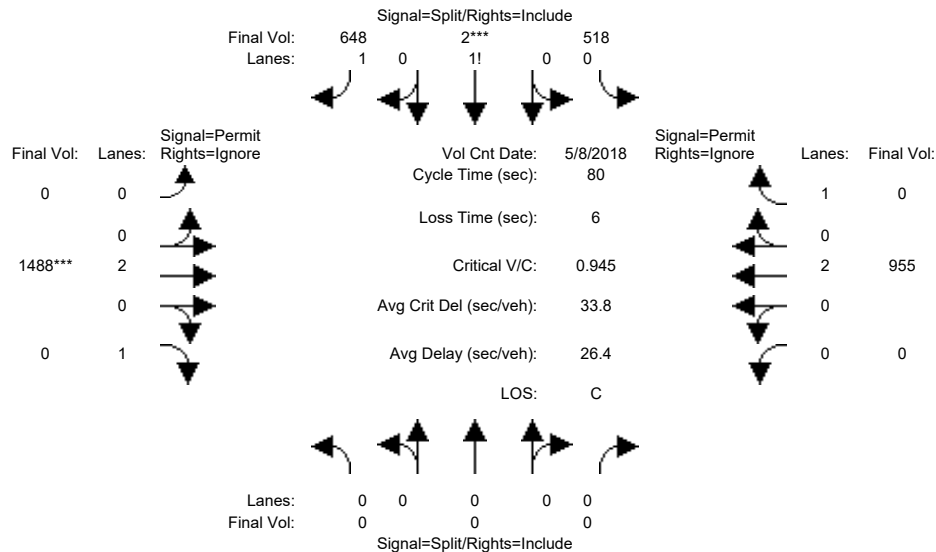 Signal=Split/Rights=Include
Final Vol: 648 2*** 518
Lanes: 1 0 1! 0 0
Signal=Permit Signal=Permit
Final Vol: Lanes: Rights=Ignore Vol Cnt Date: 5/8/2018 Rights=Ignore Lanes: Final Vol:
Cycle Time (sec): 80
0 0 1 0
Loss Time (sec): 6
0 0
1488*** 2 Critical V/C: 0.945 2 955
0 Avg Crit Del (sec/veh): 33.8 0
0 1 Avg Delay (sec/veh): 26.4 0 0
LOS: C
Lanes: 0 0 0 0 0
Final Vol: 0 0 0
Signal=Split/Rights=Include